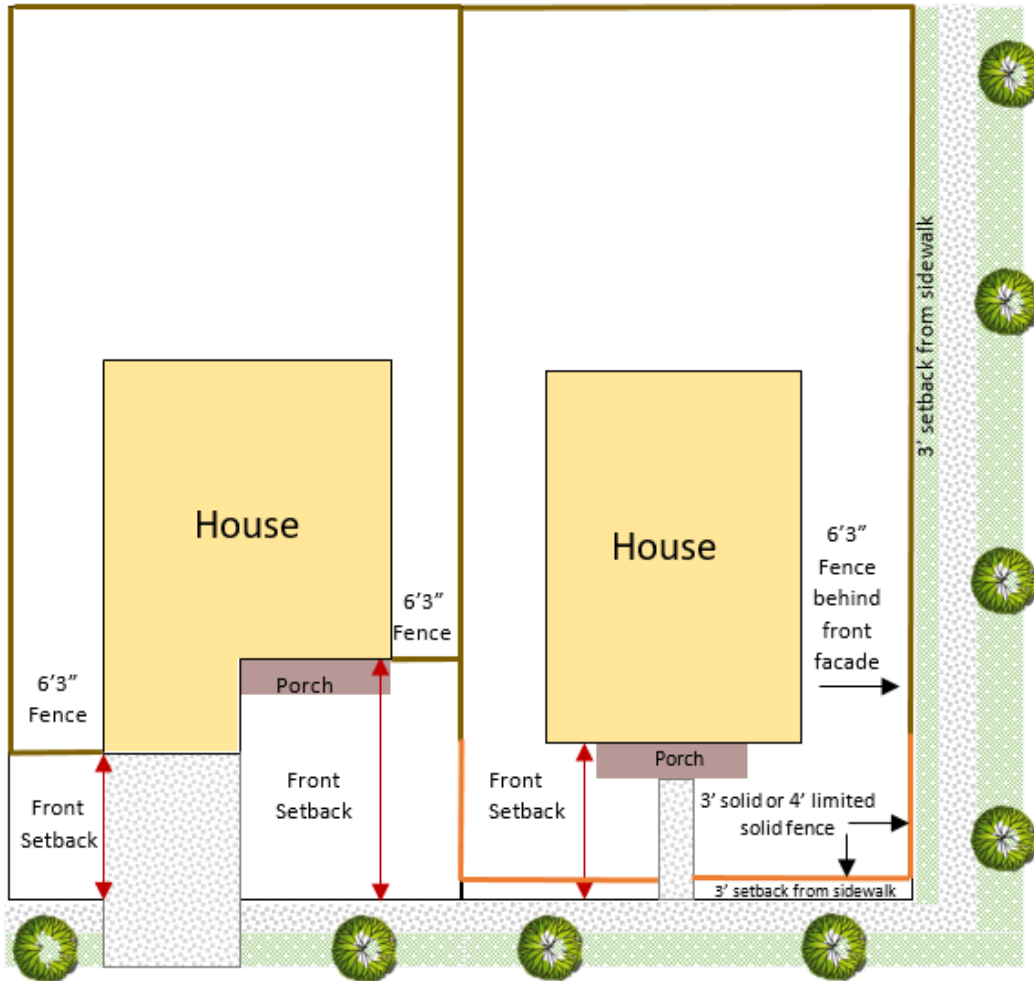 3’ setback from sidewalk
House
House
6’3”
Fence
behind
front
facade
6’3”
Fence
6’3”
Fence
Porch
Porch
Front
Setback
Front
Setback
Front
Setback
3’ solid or 4’ limited
solid fence
3’ setback from sidewalk